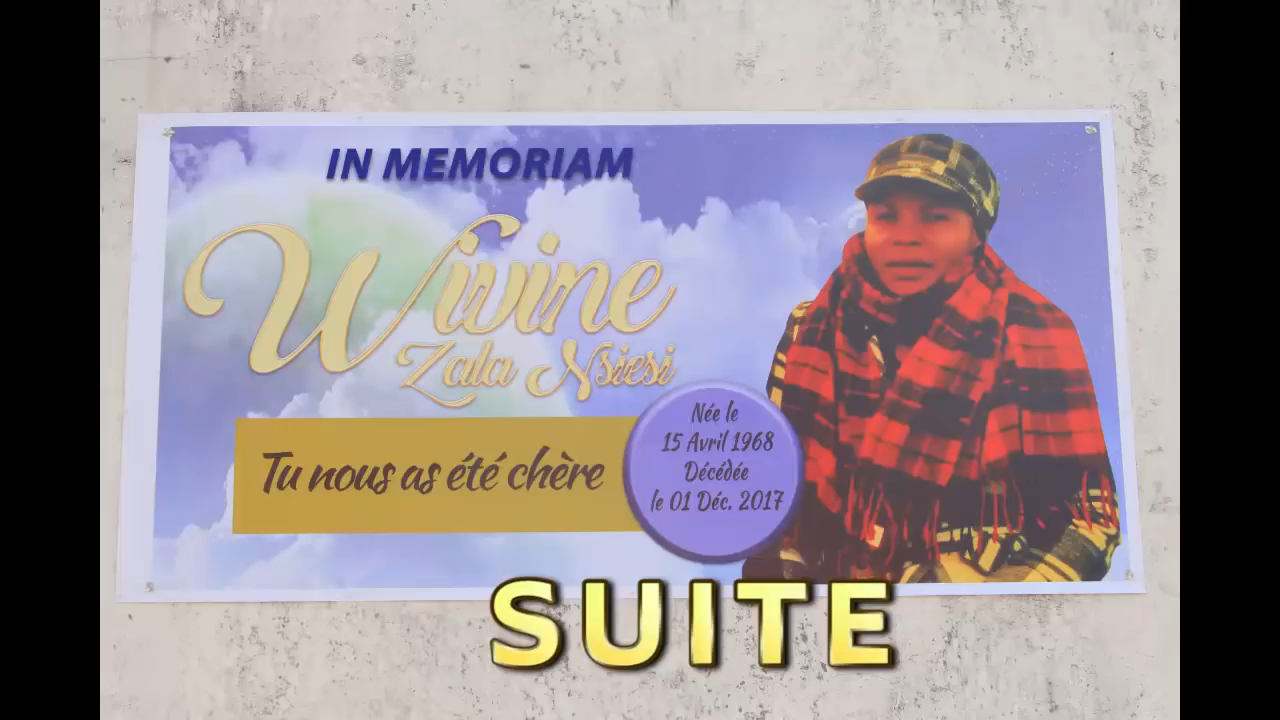 IN MEMORIAM
Wivine
Zala Nsiesi
Tu nous as été chère
Née le
15 Avril 1968
Décédée
le 01 Déc. 2017
SUITE